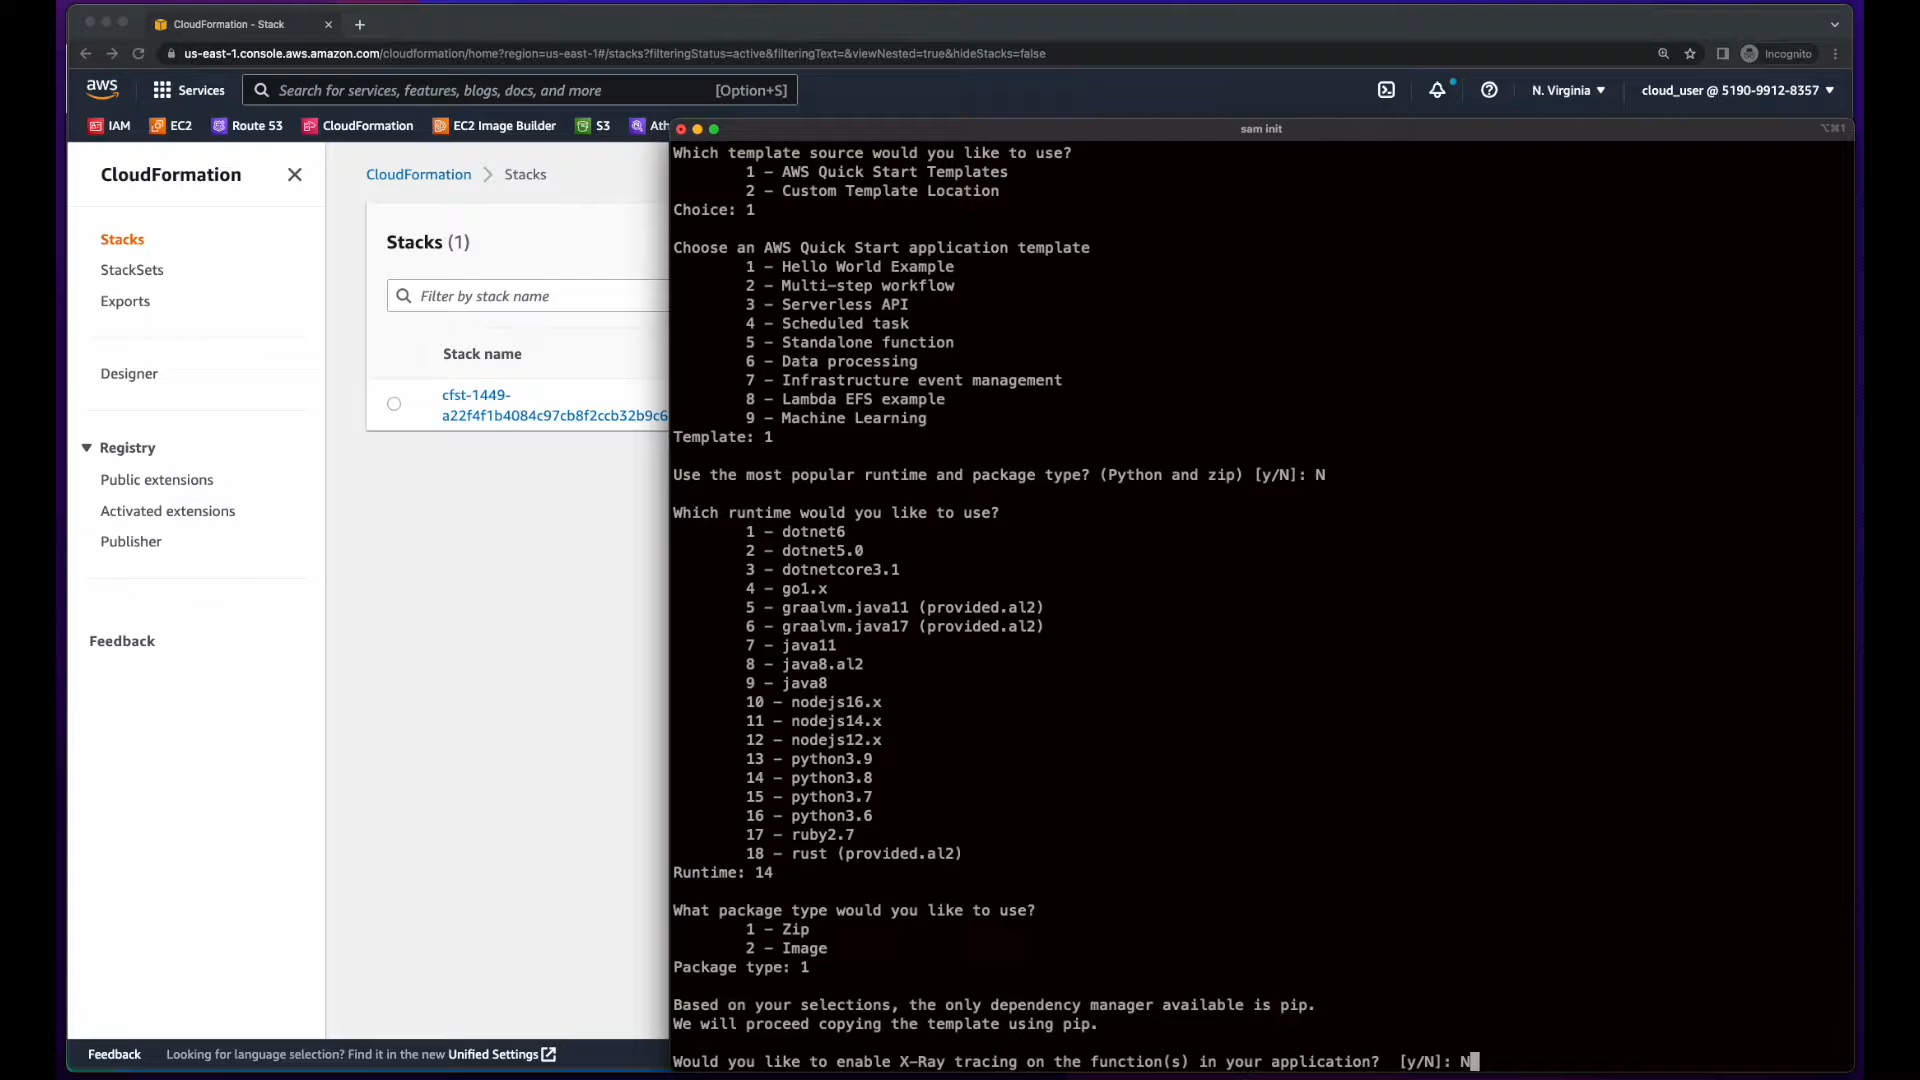 CloudFormation - Stack
us-east-1.console.aws.amazon.com/cloudformation/home?region=us-east-1#/stacks?filteringStatus=active&filteringText=&viewNested=true&hideStacks=false
Incognito
aws
Services
Search for services, features, blogs, docs, and more
[Option+S]
N. Virginia
cloud_user @ 5190-9912-8357
IAM
EC2
Route 53
CloudFormation
EC2 Image Builder
S3
Ath
sam init
⌥⌘1
CloudFormation
Stacks
StackSets
Exports
Designer
Registry
Public extensions
Activated extensions
Publisher
Feedback
CloudFormation
Stacks
Stacks (1)
Filter by stack name
Stack name
cfst-1449-
a22f4f1b4084c97cb8f2ccb32b9c6
Which template source would you like to use?
1 - AWS Quick Start Templates
2 - Custom Template Location
Choice: 1
Choose an AWS Quick Start application template
1 - Hello World Example
2 - Multi-step workflow
3 - Serverless API
4 - Scheduled task
5 - Standalone function
6 - Data processing
7 - Infrastructure event management
8 - Lambda EFS example
9 - Machine Learning
Template: 1
Use the most popular runtime and package type? (Python and zip) [y/N]: N
Which runtime would you like to use?
1 - dotnet6
2 - dotnet5.0
3 - dotnetcore3.1
4 - go1.x
5 - graalvm.java11 (provided.al2)
6 - graalvm.java17 (provided.al2)
7 - java11
8 - java8.al2
9 - java8
10 - nodejs16.x
11 - nodejs14.x
12 - nodejs12.x
13 - python3.9
14 - python3.8
15 - python3.7
16 - python3.6
17 - ruby2.7
18 - rust (provided.al2)
Runtime: 14
What package type would you like to use?
1 - Zip
2 - Image
Package type: 1
Based on your selections, the only dependency manager available is pip.
We will proceed copying the template using pip.
Would you like to enable X-Ray tracing on the function(s) in your application?  [y/N]: N
Feedback
Looking for language selection? Find it in the new Unified Settings